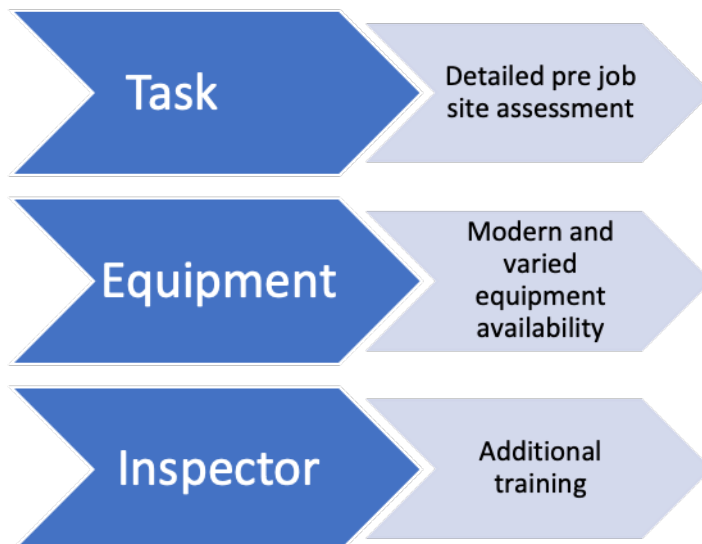 Task
Detailed pre job
site assessment
Equipment
Modern and
varied
equipment
availability
Inspector
Additional
training